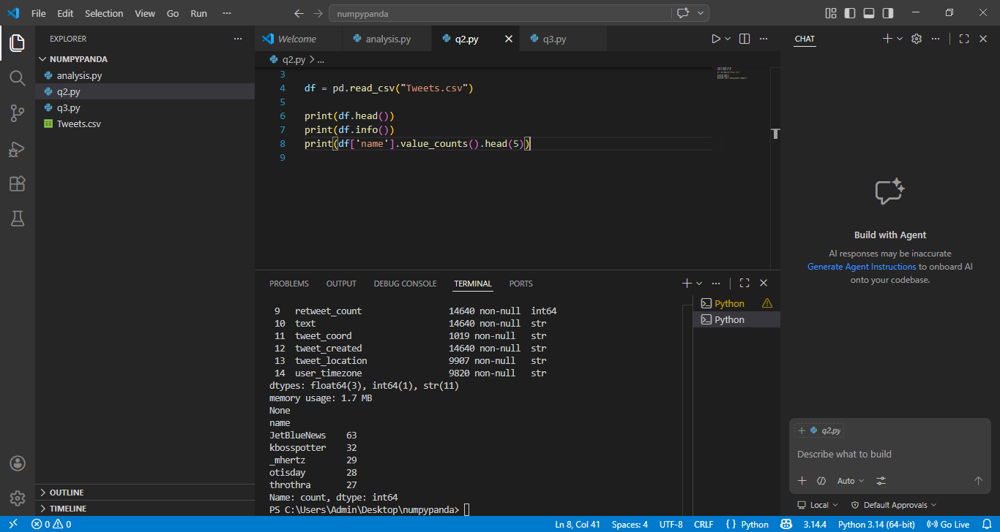 File Edit Selection View Go Run ···
numpypanda
EXPLORER
NUMPYPANDA
analysis.py
q2.py
q3.py
Tweets.csv
OUTLINE
TIMELINE
Welcome analysis.py q2.py q3.py
q2.py > ...
3
4 df = pd.read_csv("Tweets.csv")
5
6 print(df.head())
7 print(df.info())
8 print(df['name'].value_counts().head(5))
9
PROBLEMS OUTPUT DEBUG CONSOLE TERMINAL PORTS
9 retweet_count 14640 non-null int64
10 text 14640 non-null str
11 tweet_coord 1019 non-null str
12 tweet_created 14640 non-null str
13 tweet_location 9907 non-null str
14 user_timezone 9820 non-null str
dtypes: float64(3), int64(1), str(11)
memory usage: 1.7 MB
None
name
JetBlueNews 63
kbosspotter 32
_mhertz 29
otisday 28
throthra 27
Name: count, dtype: int64
PS C:\Users\Admin\Desktop\numpypanda>
Python
Python
CHAT
Build with Agent
AI responses may be inaccurate
Generate Agent Instructions to onboard AI
onto your codebase.
q2.py
Describe what to build
Auto
Local Default Approvals
0 0 Ln 8, Col 41 Spaces: 4 UTF-8 CRLF { } Python 3.14.4 Python 3.14 (64-bit) Go Live